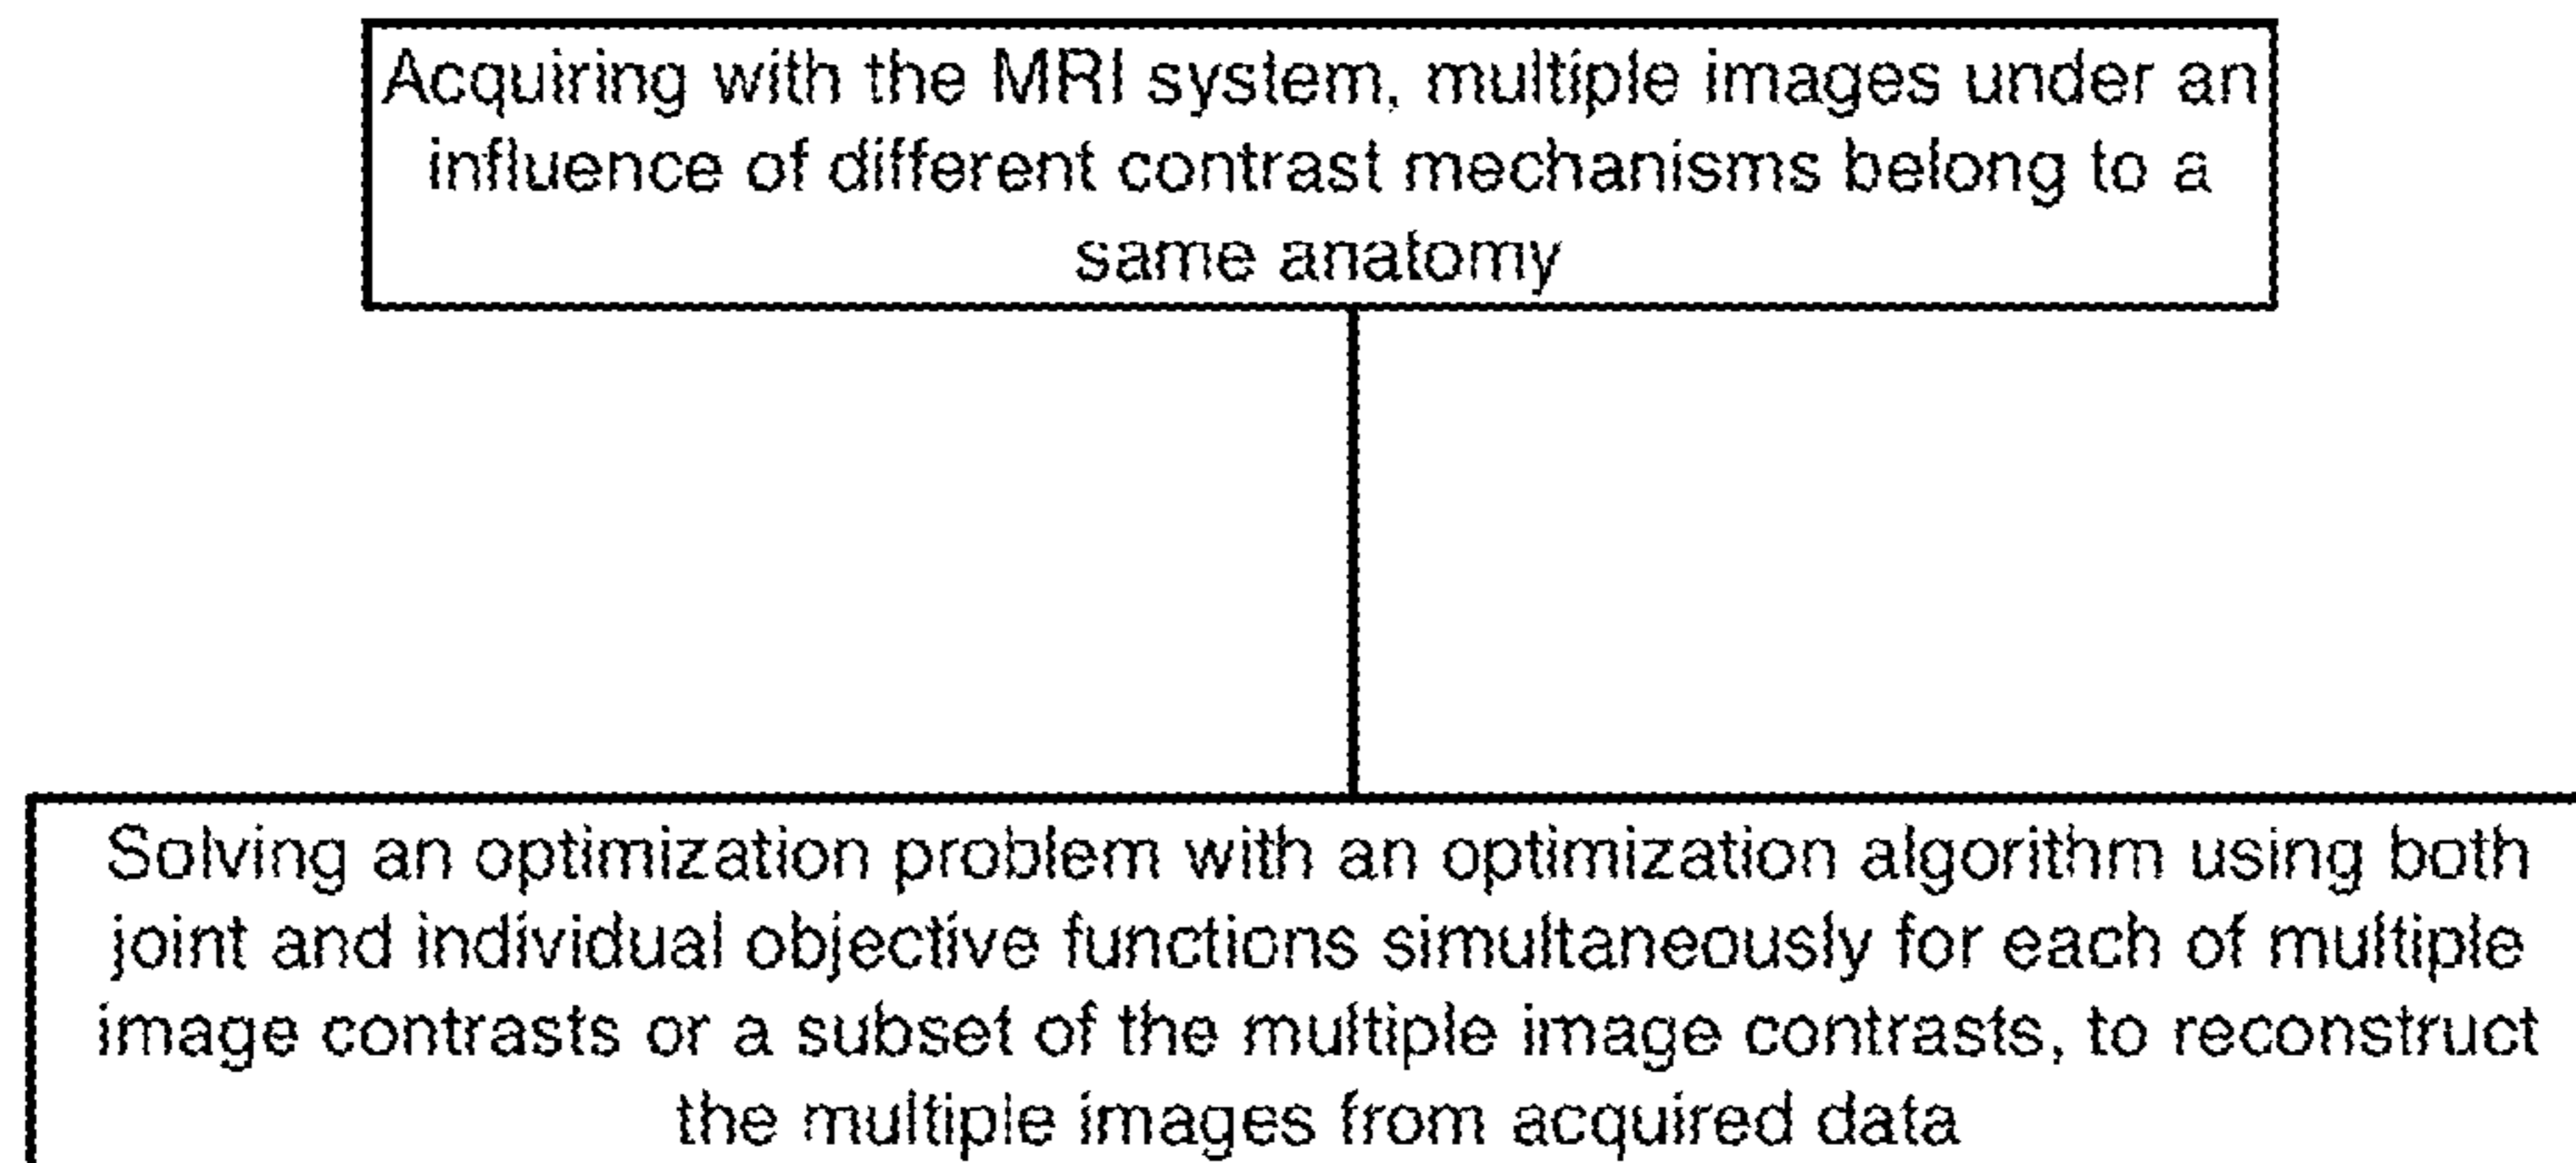 Acquiring with the MRI system, multiple images under an
influence of different contrast mechanisms belong to a
same anatomy
Solving an optimization problem with an optimization algorithm using both
joint and individual objective functions simultaneously for each of multiple
image contrasts or a subset of the multiple image contrasts, to reconstruct
the multiple images from acquired data